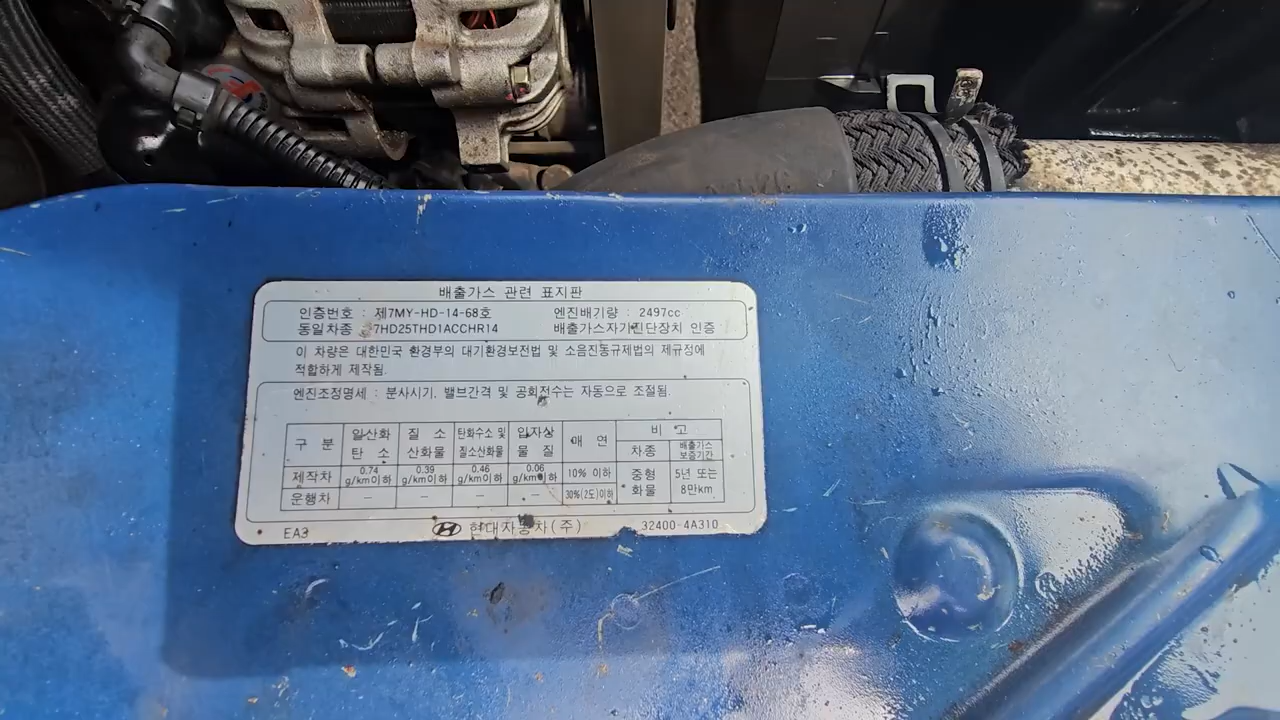 배출가스 관련 표지판
인증번호 : 제7MY-HD-14-68호 엔진배기량 : 2497cc
동일차종 7HD25THD1ACCHR14 배출가스자기진단장치 인증
이 차량은 대한민국 환경부의 대기환경보전법 및 소음진동규제법의 제규정에
적합하게 제작됨
엔진조정명세 : 분사시기, 밸브간격 및 공회전수는 자동으로 조절됨
구 분 일산화탄 소 질 소산화물 탄화수소 및 질소산화물 입자상물 질 매 연 비 고
차종 배출가스 보증기간
제작차 0.74 g/km이하 0.39 g/km이하 0.46 g/km이하 0.06 g/km이하 10% 이하 중형화물 5년 또는 8만km
운행차 – – – – 30%(2도)이하
EA3 현대자동차(주) 32400-4A310